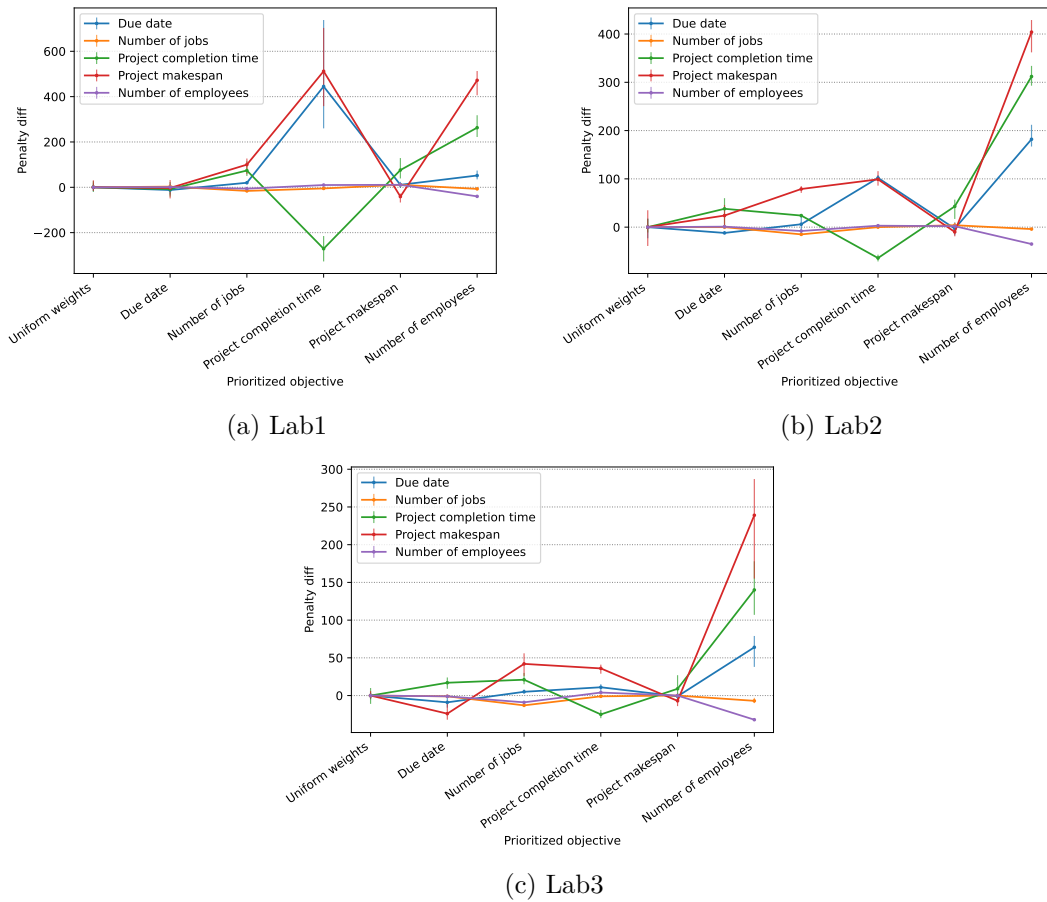 Due date
Number of jobs
Project completion time
Project makespan
Number of employees
600
400
200
0
−200
Penalty diff
Uniform weights
Due date
Number of jobs
Project completion time
Project makespan
Number of employees
Prioritized objective
(a) Lab1
Due date
Number of jobs
Project completion time
Project makespan
Number of employees
400
300
200
100
0
Penalty diff
Uniform weights
Due date
Number of jobs
Project completion time
Project makespan
Number of employees
Prioritized objective
(b) Lab2
Due date
Number of jobs
Project completion time
Project makespan
Number of employees
300
250
200
150
100
50
0
Penalty diff
Uniform weights
Due date
Number of jobs
Project completion time
Project makespan
Number of employees
Prioritized objective
(c) Lab3